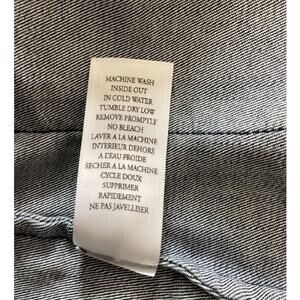 MACHINE WASH
INSIDE OUT
IN COLD WATER
TUMBLE DRY LOW
REMOVE PROMPTLY
NO BLEACH
LAVER A LA MACHINE
INTERIEUR DEHORS
A L'EAU FROIDE
SECHER A LA MACHINE
CYCLE DOUX
SUPPRIMER
RAPIDEMENT
NE PAS JAVELLISER